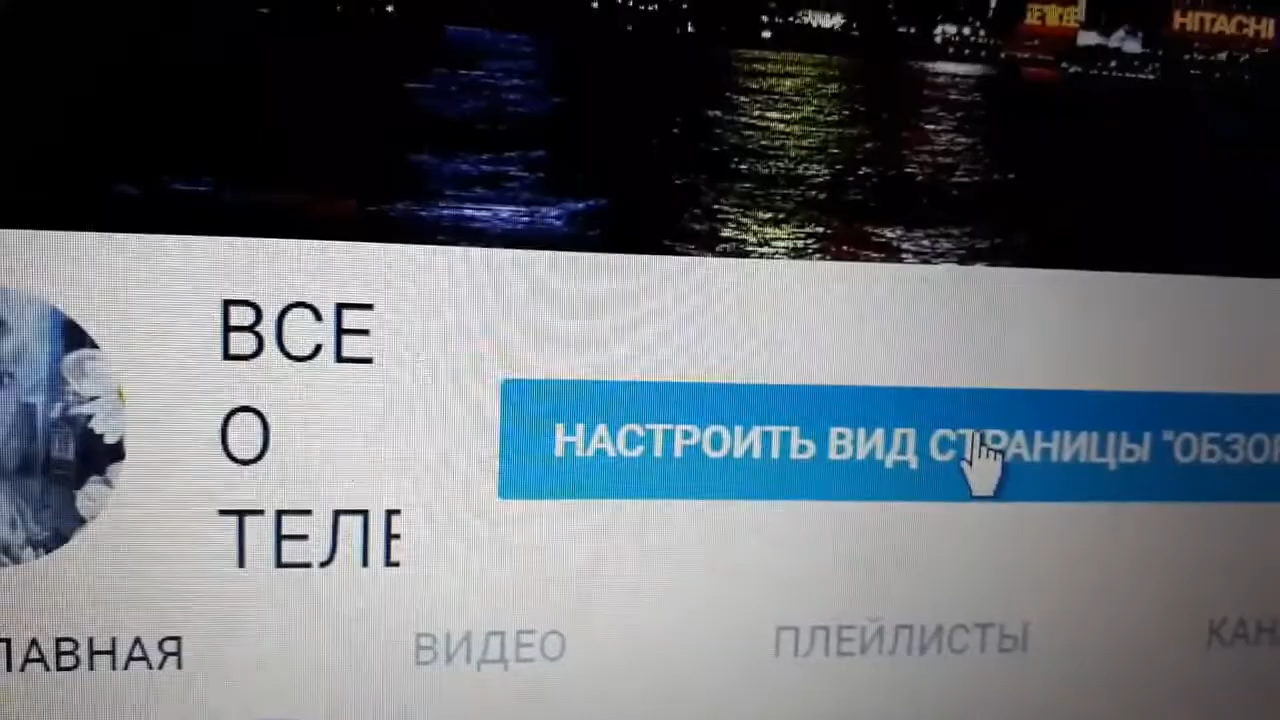 HITACHI
ВСЕ
О
ТЕЛЕ
НАСТРОИТЬ ВИД СТРАНИЦЫ "ОБЗО
ЛАВНАЯ ВИДЕО ПЛЕЙЛИСТЫ КАН